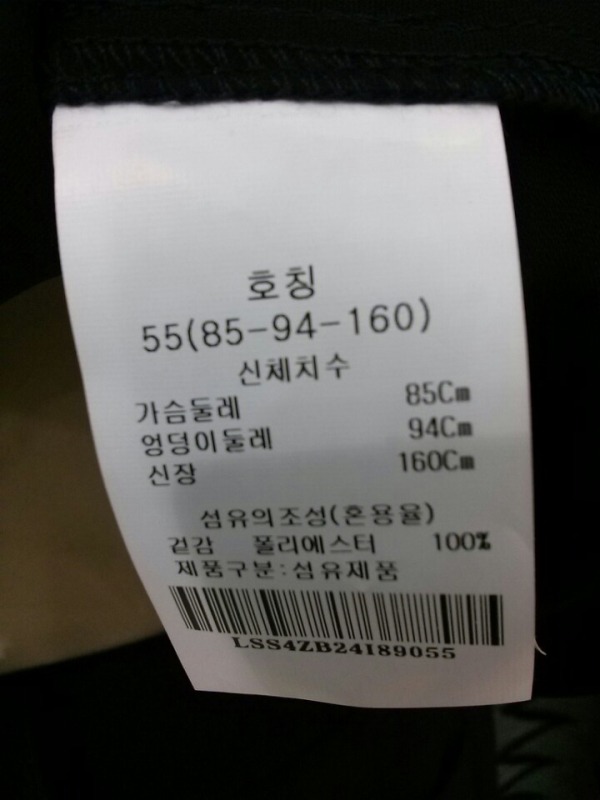 호칭
55(85-94-160)
신체치수
가슴둘레 85Cm
엉덩이둘레 94Cm
신장 160Cm
섬유의조성(혼용율)
겉감 폴리에스터 100%
제품구분:섬유제품
LSS4ZB24I89055